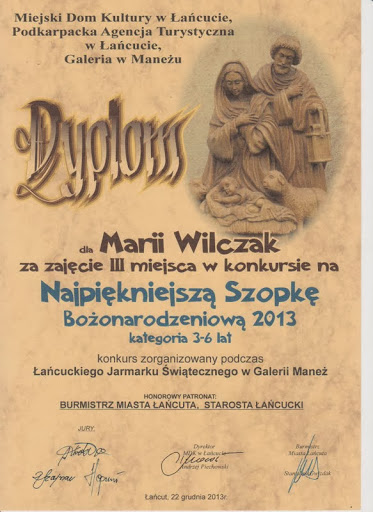 Miejski Dom Kultury w Łańcucie,
Podkarpacka Agencja Turystyczna
w Łańcucie,
Galeria w Maneżu
Dyplom
dla Marii Wilczak
za zajęcie III miejsca w konkursie na
Najpiękniejszą Szopkę
Bożonarodzeniową 2013
kategoria 3-6 lat
konkurs zorganizowany podczas
Łańcuckiego Jarmarku Świątecznego w Galerii Maneż
HONOROWY PATRONAT:
BURMISTRZ MIASTA ŁAŃCUTA, STAROSTA ŁAŃCUCKI
JURY:
Dyrektor
MDK w Łańcucie
Andrzej Piechowski
Burmistrz
Miasta Łańcuta
Łańcut, 22 grudnia 2013r